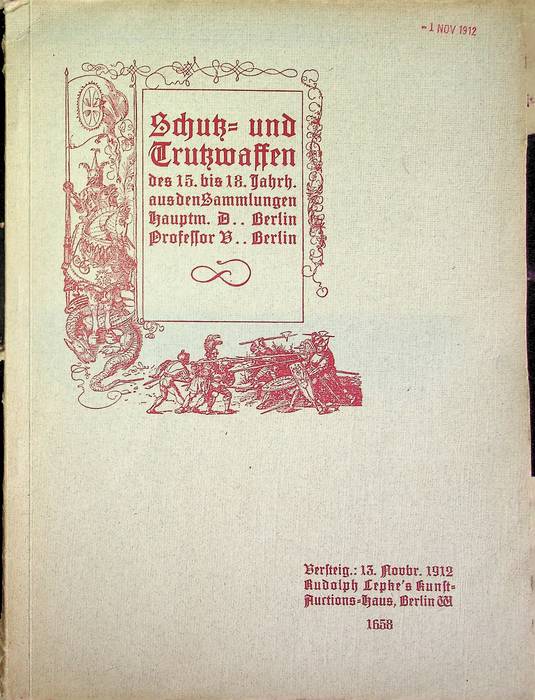 -1 NOV 1912
Schutz- und
Trutzwaffen
des 15. bis 18. Jahrh.
aus den Sammlungen
Hauptm. D.. Berlin
Professor B.. Berlin
Versteig.: 13. Novbr. 1912
Rudolph Lepke's Kunst-
Auctions-Haus, Berlin W
1658